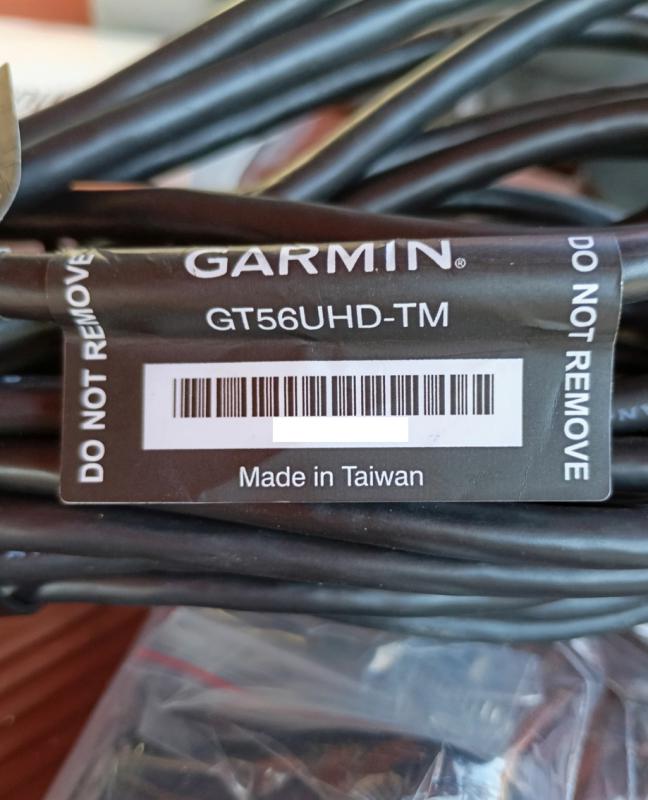 GARMIN®
GT56UHD-TM
Made in Taiwan
DO NOT REMOVE
DO NOT REMOVE